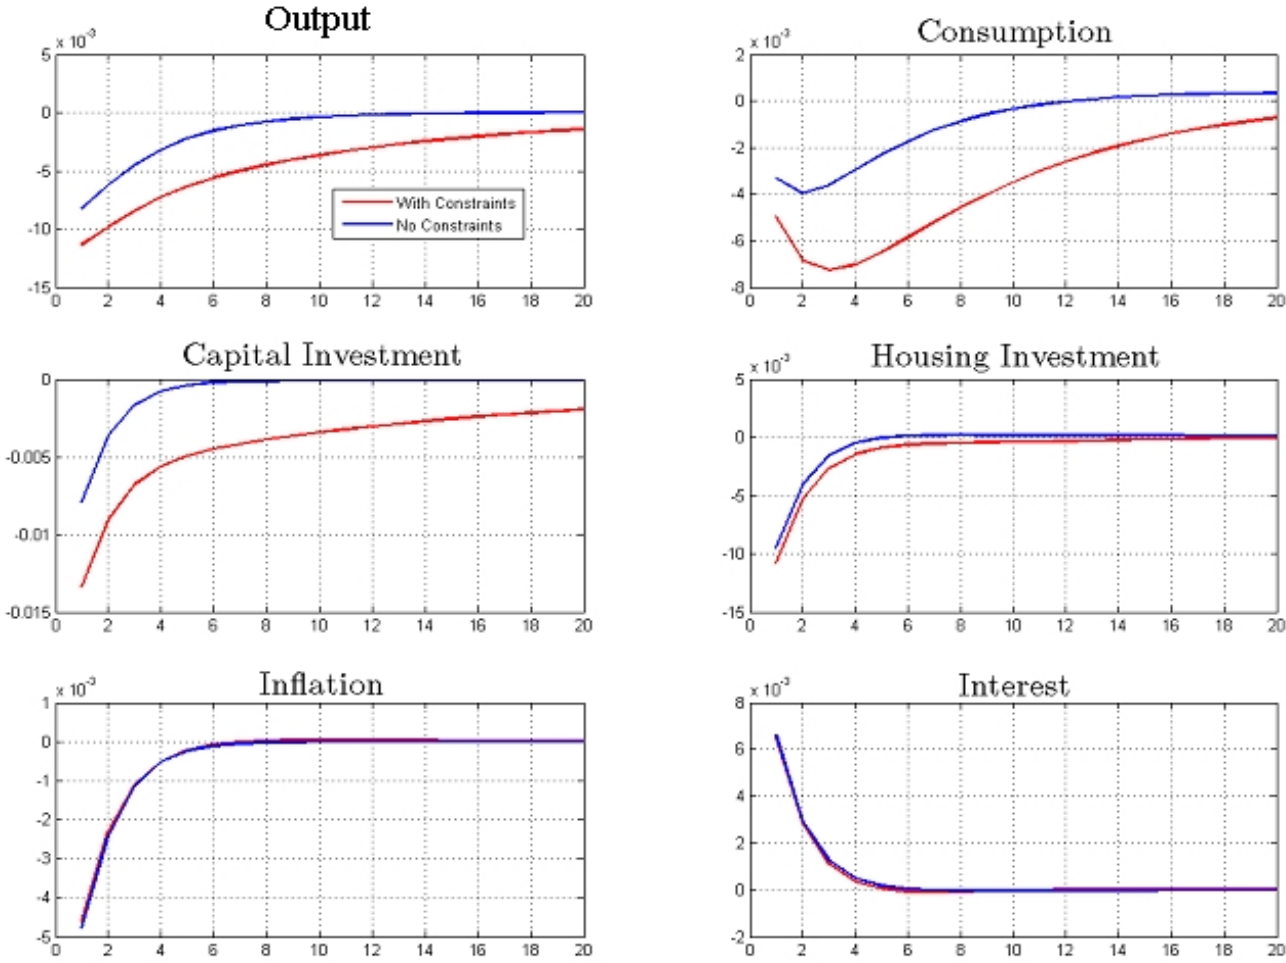 Output
x 10-3
5
0
-5
-10
-15
0 2 4 6 8 10 12 14 16 18 20
With Constraints
No Constraints
Consumption
x 10-3
2
0
-2
-4
-6
-8
0 2 4 6 8 10 12 14 16 18 20
Capital Investment
0
-0.005
-0.01
-0.015
0 2 4 6 8 10 12 14 16 18 20
Housing Investment
x 10-3
5
0
-5
-10
-15
0 2 4 6 8 10 12 14 16 18 20
Inflation
x 10-3
1
0
-1
-2
-3
-4
-5
0 2 4 6 8 10 12 14 16 18 20
Interest
x 10-3
8
6
4
2
0
-2
0 2 4 6 8 10 12 14 16 18 20